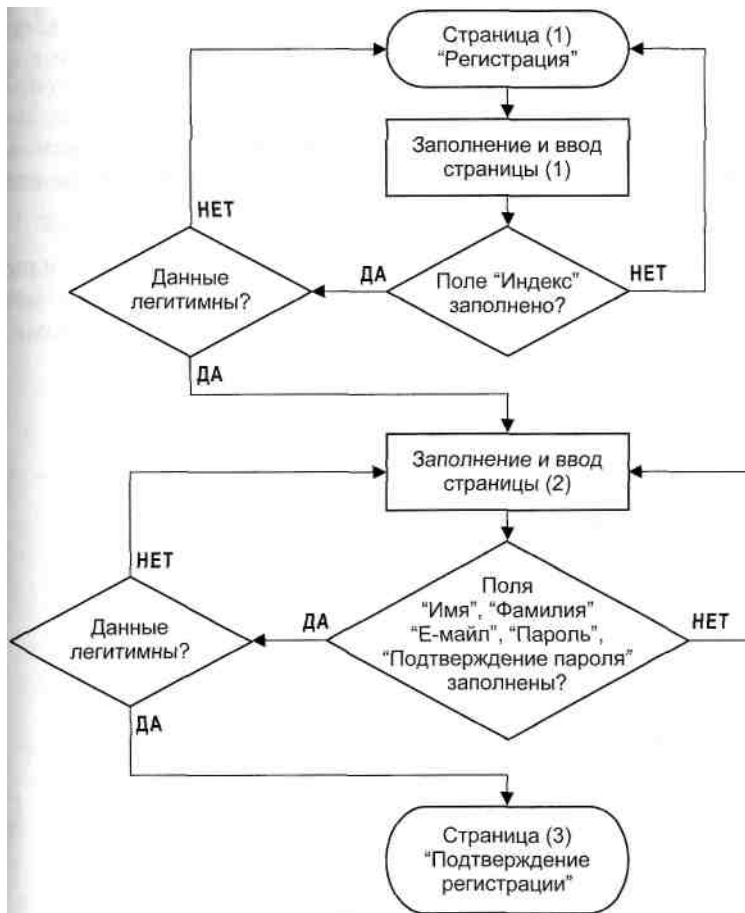 Страница (1)
“Регистрация”
Заполнение и ввод
страницы (1)
НЕТ
Данные
легитимны?
ДА
Поле “Индекс”
заполнено?
НЕТ
ДА
Заполнение и ввод
страницы (2)
НЕТ
Данные
легитимны?
ДА
Поля
“Имя”, “Фамилия”
“Е-майл”, “Пароль”,
“Подтверждение пароля”
заполнены?
НЕТ
ДА
Страница (3)
“Подтверждение
регистрации”